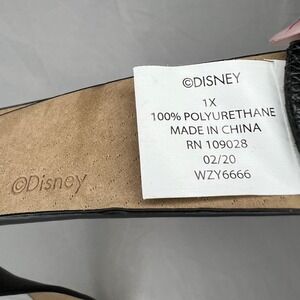 ©DISNEY
1X
100% POLYURETHANE
MADE IN CHINA
RN 109028
02/20
WZY6666
©Disney